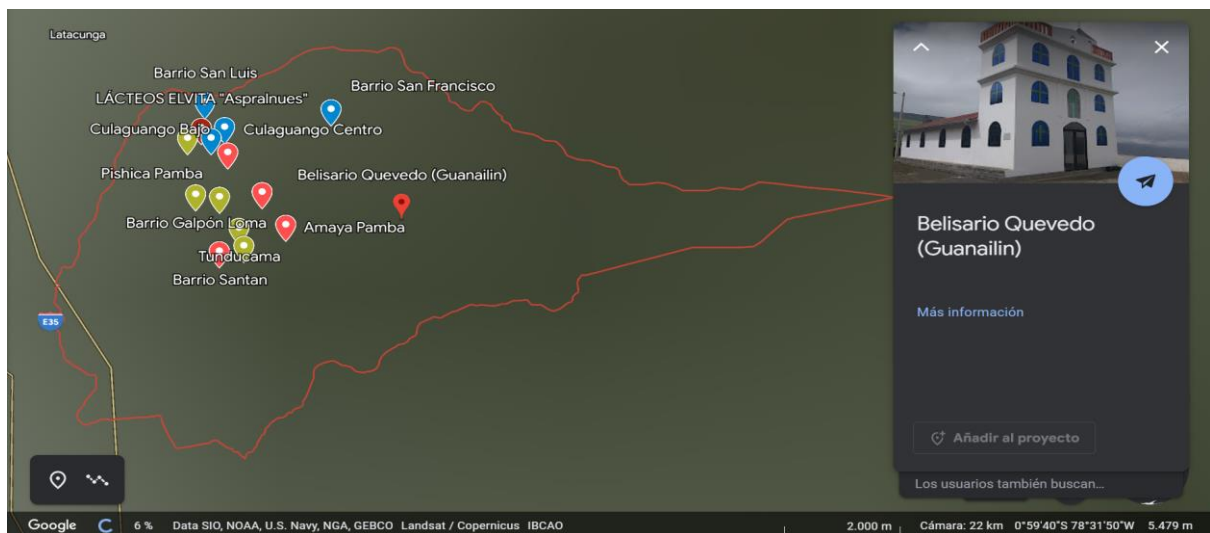 Latacunga
Barrio San Luis
Barrio San Francisco
LÁCTEOS ELVITA "Aspralnues"
Culaguango Bajo
Culaguango Centro
Pishica Pamba
Belisario Quevedo (Guanailin)
Barrio Galpón Loma
Amaya Pamba
Tunducama
Barrio Santan
E35
Belisario Quevedo
(Guanailin)
Más información
Añadir al proyecto
Los usuarios también buscan...
Google
6 %
Data SIO, NOAA, U.S. Navy, NGA, GEBCO Landsat / Copernicus IBCAO
2.000 m
Cámara: 22 km 0°59'40"S 78°31'50"W 5.479 m